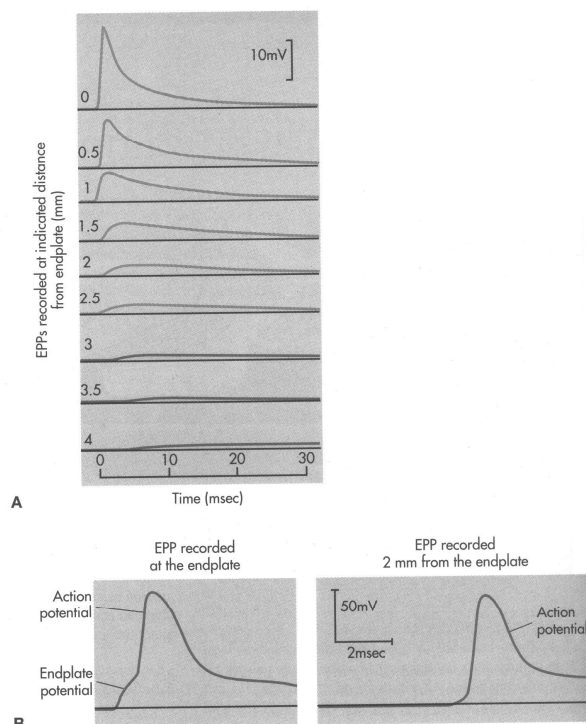 10mV
0
0.5
1
1.5
2
2.5
3
3.5
4
EPPs recorded at indicated distance
from endplate (mm)
0 10 20 30
Time (msec)
A
EPP recorded
at the endplate
Action
potential
Endplate
potential
EPP recorded
2 mm from the endplate
50mV
2msec
Action
potential
B